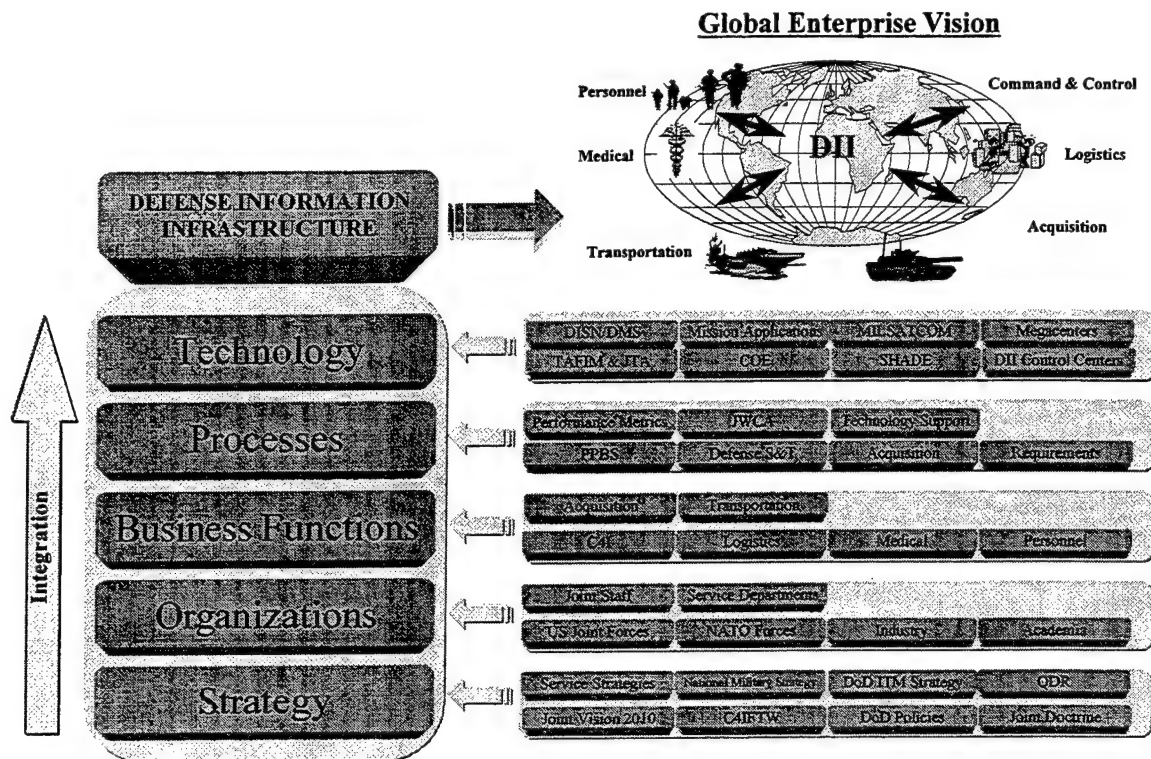 Global Enterprise Vision
Personnel
Command & Control
DII
Medical
Logistics
Acquisition
Transportation
DEFENSE INFORMATION
INFRASTRUCTURE
Integration
Technology
DISN/DMS Mission Application MILSATCOM Megacenters
TAFIM & JTA COE SHADE DII Control Centers
Processes
Performance Metrics JWCA Technology Support
PPBS Defense S&T Acquisition Requirements
Business Functions
Acquisition Transportation
C4I Logistics Medical Personnel
Organizations
Joint Staff Service Departments
US Joint Forces NATO Forces Industry Academia
Strategy
Service Strategies National Military Strategy DoD ITM Strategy QDR
Joint Vision 2010 C4IFTW DoD Policies Joint Doctrine